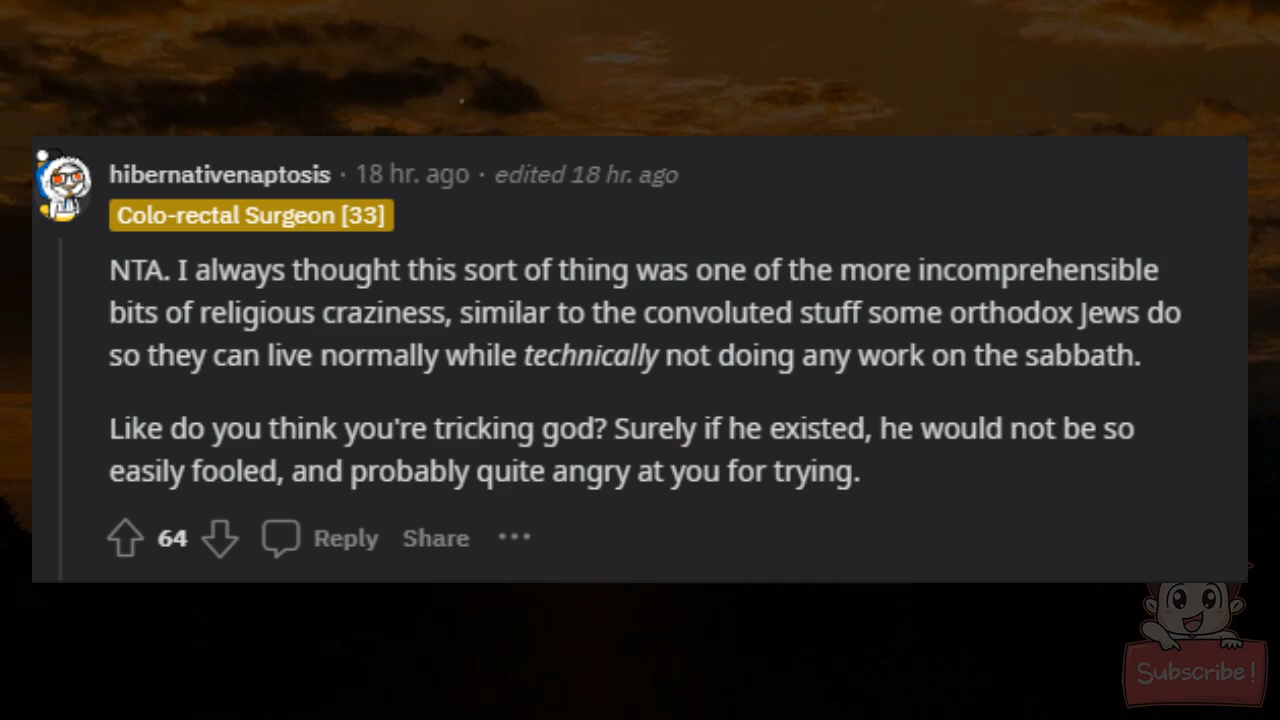 hibernativenaptosis · 18 hr. ago · edited 18 hr. ago
Colo-rectal Surgeon [33]
NTA. I always thought this sort of thing was one of the more incomprehensible
bits of religious craziness, similar to the convoluted stuff some orthodox Jews do
so they can live normally while technically not doing any work on the sabbath.
Like do you think you're tricking god? Surely if he existed, he would not be so
easily fooled, and probably quite angry at you for trying.
64 Reply Share ···
Subscribe!